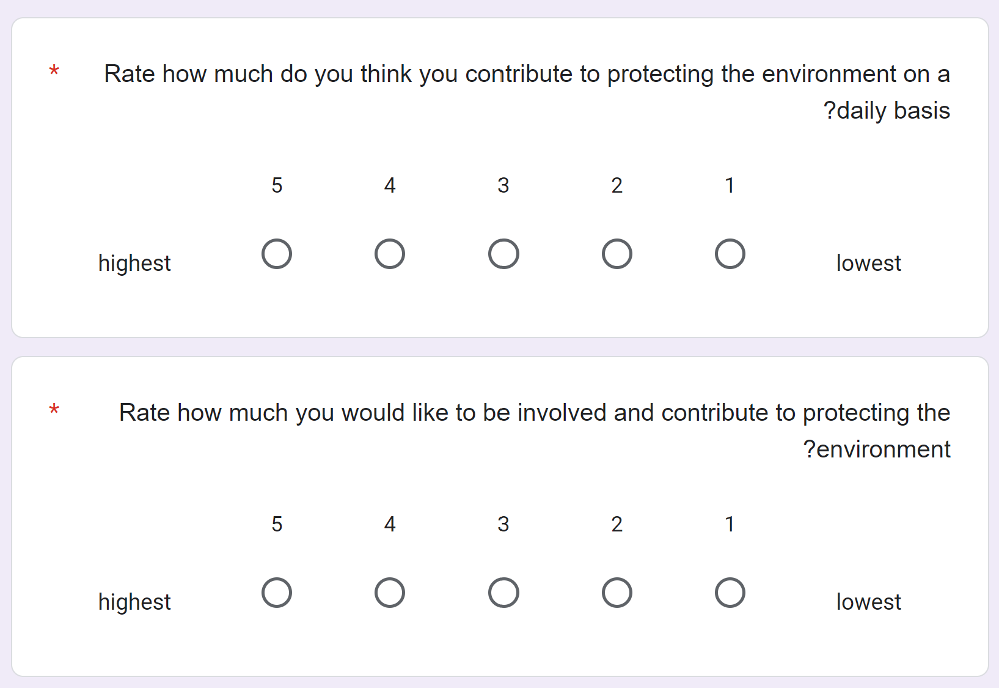 * Rate how much do you think you contribute to protecting the environment on a
?daily basis
5 4 3 2 1
highest lowest
* Rate how much you would like to be involved and contribute to protecting the
?environment
5 4 3 2 1
highest lowest